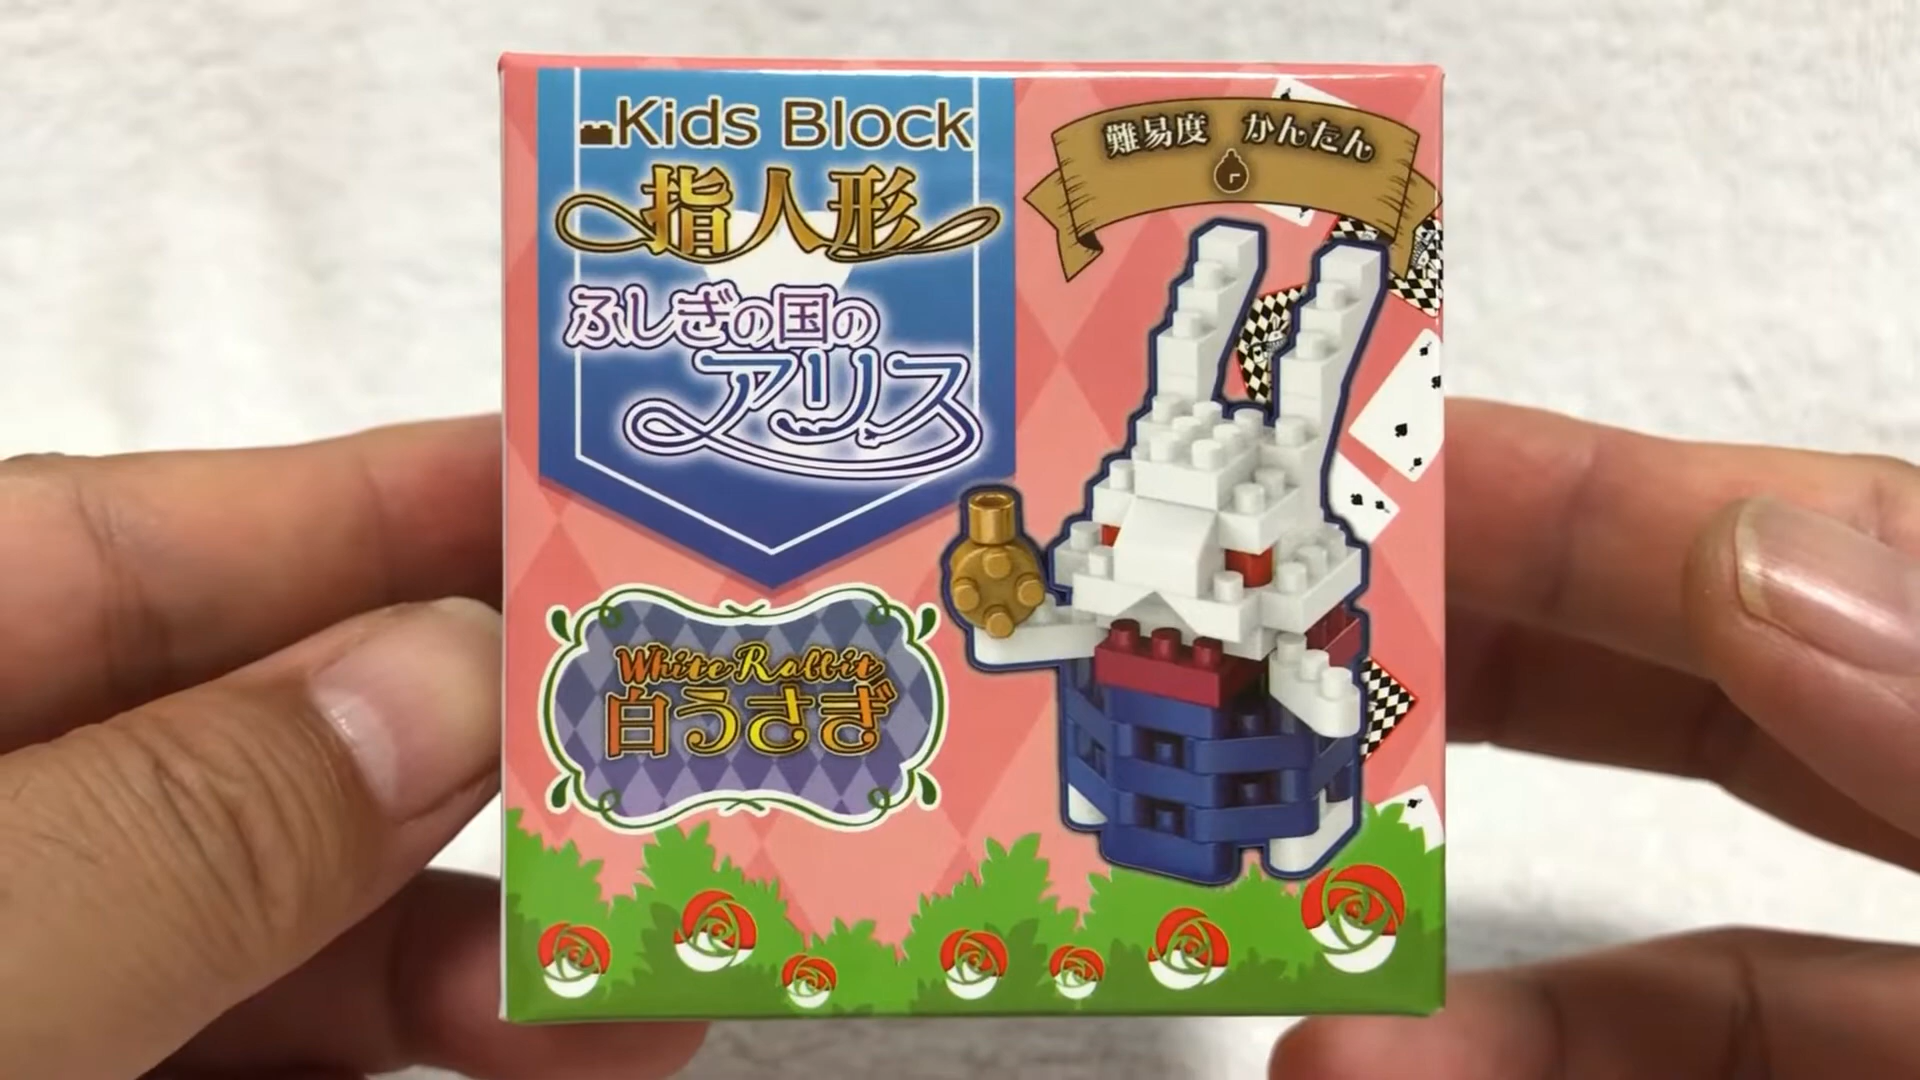 Kids Block
指人形
ふしぎの国の
アリス
難易度 かんたん
White Rabbit
白うさぎ